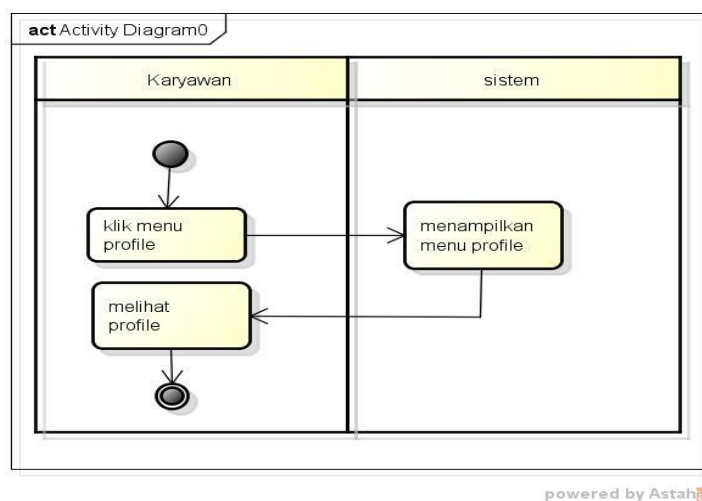 act Activity Diagram0
Karyawan
sistem
klik menu
profile
menampilkan
menu profile
melihat
profile
powered by Astah